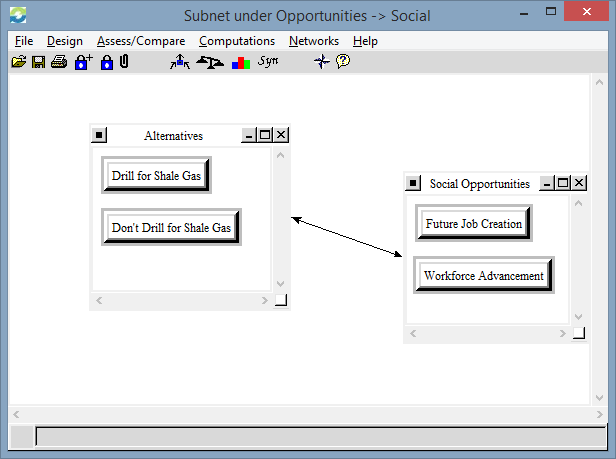 Subnet under Opportunities -> Social
File Design Assess/Compare Computations Networks Help
Syn
Alternatives
Drill for Shale Gas
Don't Drill for Shale Gas
Social Opportunities
Future Job Creation
Workforce Advancement